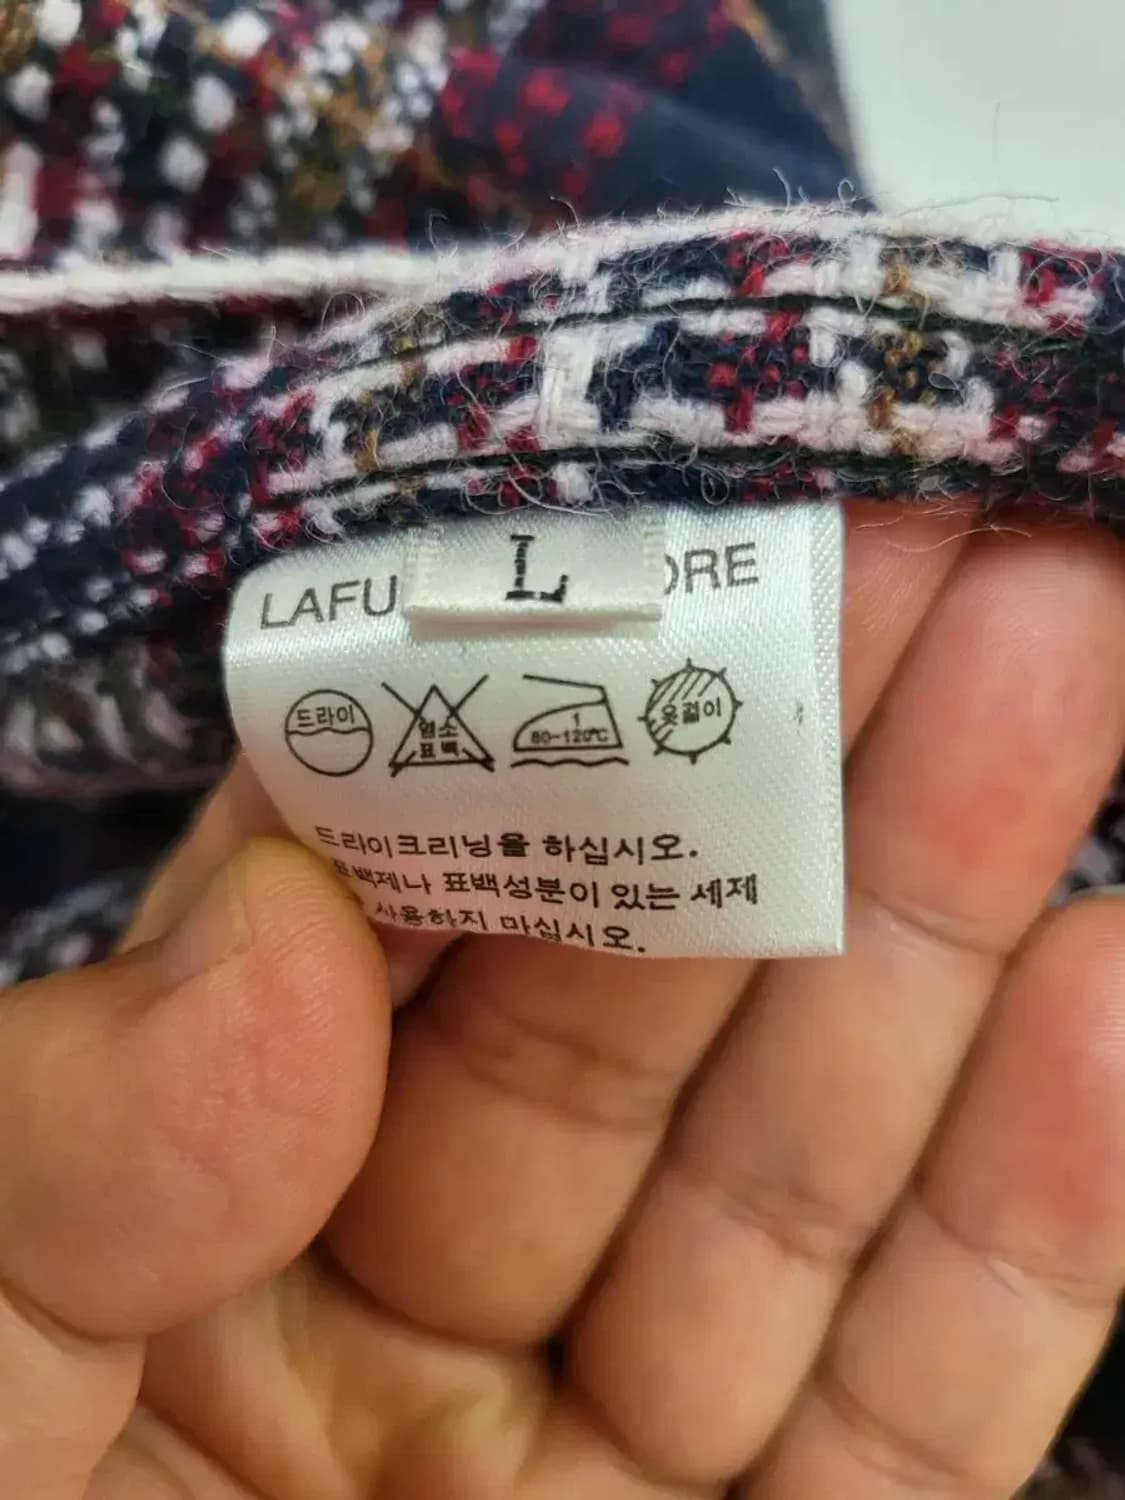 L
LAFU ORE
드라이
염소
표백
1
80~120℃
옷걸이
드라이크리닝을 하십시오.
표백제나 표백성분이 있는 세제
사용하지 마십시오.